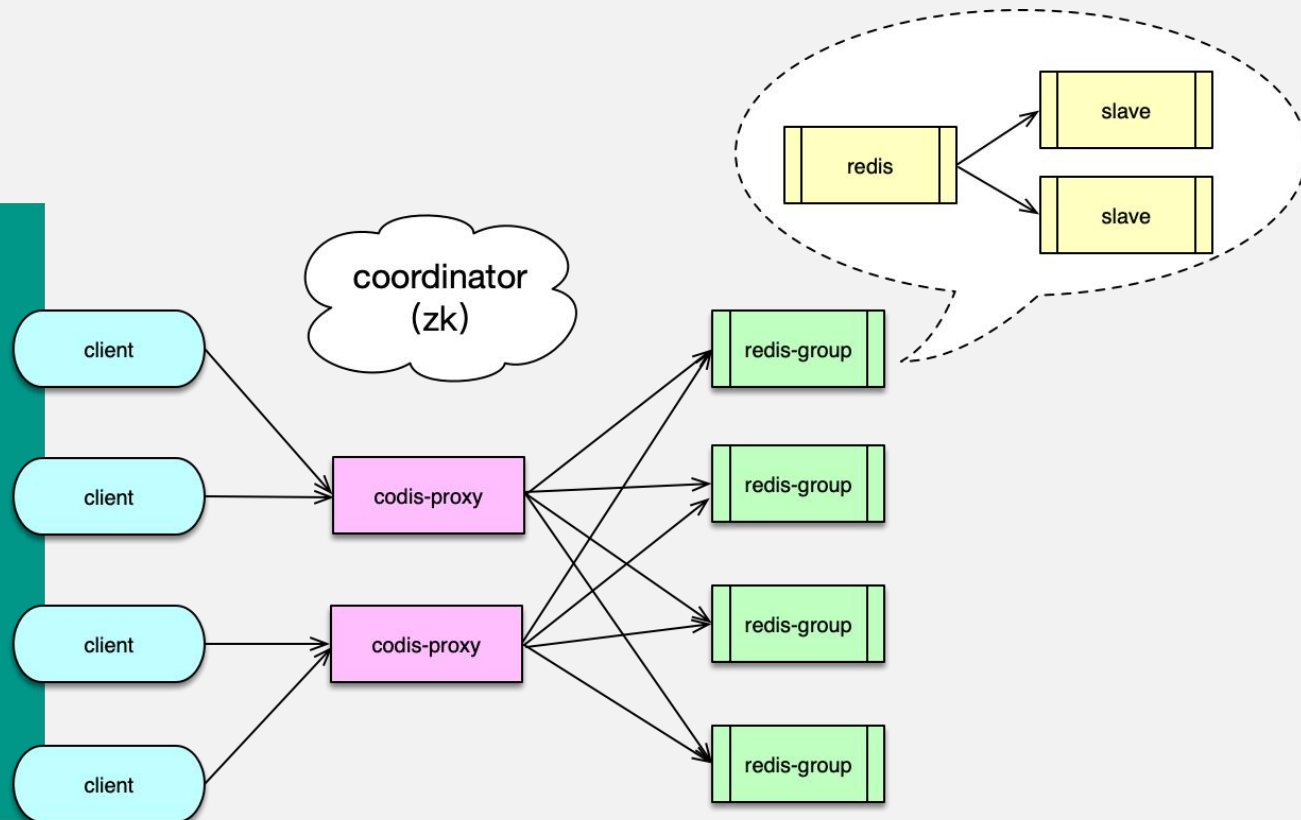 slave
redis
slave
coordinator
(zk)
client
redis-group
client
codis-proxy
redis-group
client
codis-proxy
redis-group
client
redis-group